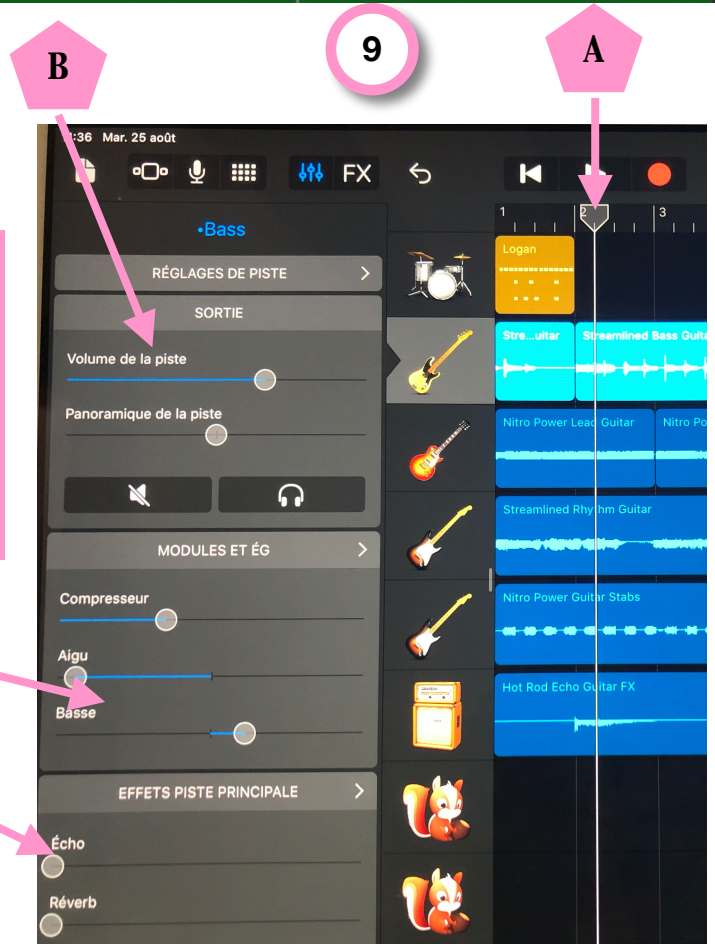 B
9
A
:36 Mar. 25 août
FX
•Bass
1
2
3
RÉGLAGES DE PISTE
SORTIE
Logan
Volume de la piste
Stre...uitar
Streamlined Bass Guita
Panoramique de la piste
Nitro Power Lead Guitar
Nitro Po
Streamlined Rhythm Guitar
MODULES ET ÉG
Compresseur
Nitro Power Guitar Stabs
Aigu
Basse
Hot Rod Echo Guitar FX
EFFETS PISTE PRINCIPALE
Écho
Réverb